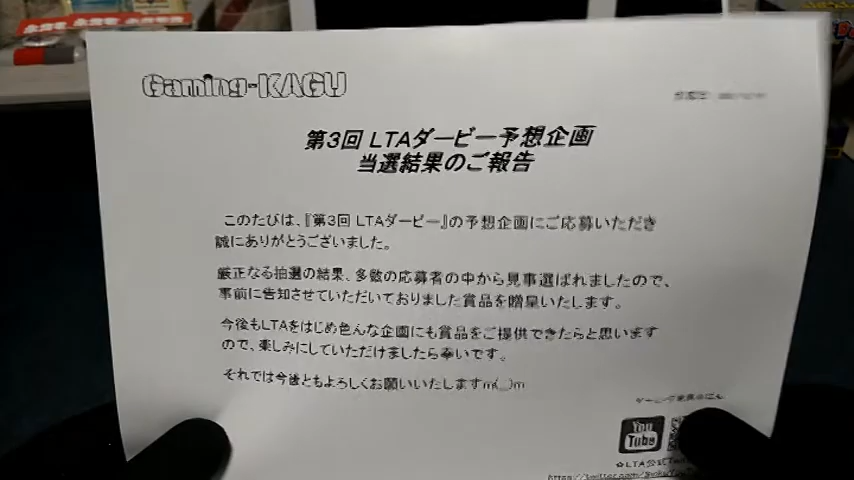 Gaming-KAGU
第3回 LTAダービー予想企画
当選結果のご報告
このたびは、『第3回 LTAダービー』の予想企画にご応募いただき
誠にありがとうございました。
厳正なる抽選の結果、多数の応募者の中から見事選ばれましたので、
事前に告知させていただいておりました賞品を贈呈いたします。
今後もLTAをはじめ色んな企画にも賞品をご提供できたらと思います
ので、楽しみにしていただけましたら幸いです。
それでは今後ともよろしくお願いいたしますm(__)m
You
Tube
✿LTA公式